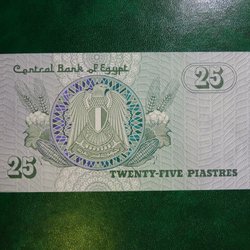 Central Bank of Egypt
25
25
TWENTY-FIVE PIASTRES